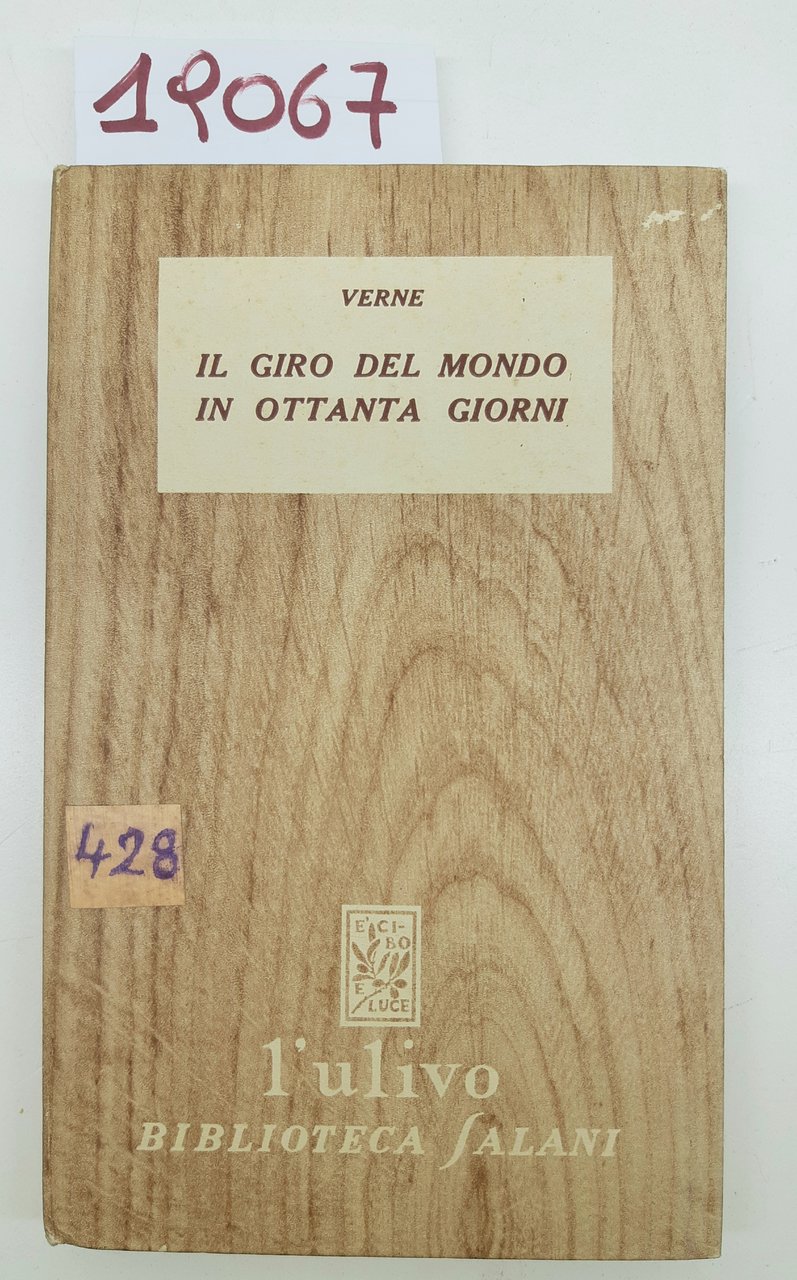 19067
VERNE
IL GIRO DEL MONDO
IN OTTANTA GIORNI
428
E' CI-
BO
E
LUCE
l'ulivo
BIBLIOTECA SALANI